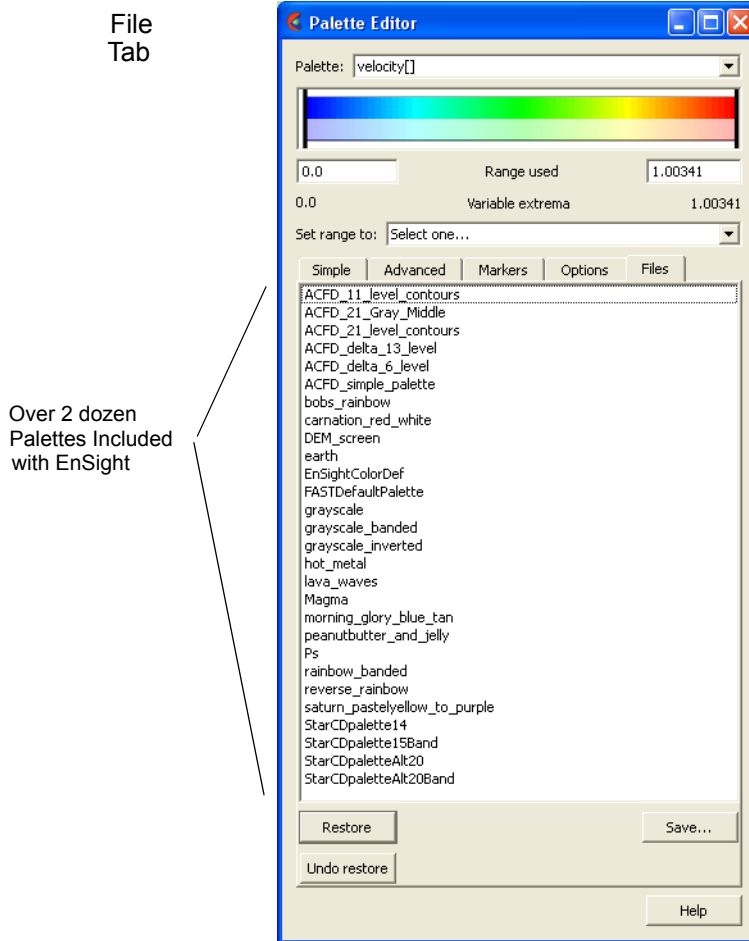 File
Tab
Palette Editor
Palette: velocity[]
0.0 Range used 1.00341
0.0 Variable extrema 1.00341
Set range to: Select one...
Simple Advanced Markers Options Files
ACFD_11_level_contours
ACFD_21_Gray_Middle
ACFD_21_level_contours
ACFD_delta_13_level
ACFD_delta_6_level
ACFD_simple_palette
bobs_rainbow
carnation_red_white
DEM_screen
earth
EnSightColorDef
FASTDefaultPalette
grayscale
grayscale_banded
grayscale_inverted
hot_metal
lava_waves
Magma
morning_glory_blue_tan
peanutbutter_and_jelly
Ps
rainbow_banded
reverse_rainbow
saturn_pastelyellow_to_purple
StarCDpalette14
StarCDpalette15Band
StarCDpaletteAlt20
StarCDpaletteAlt20Band
Over 2 dozen
Palettes Included
with EnSight
Restore Save...
Undo restore
Help